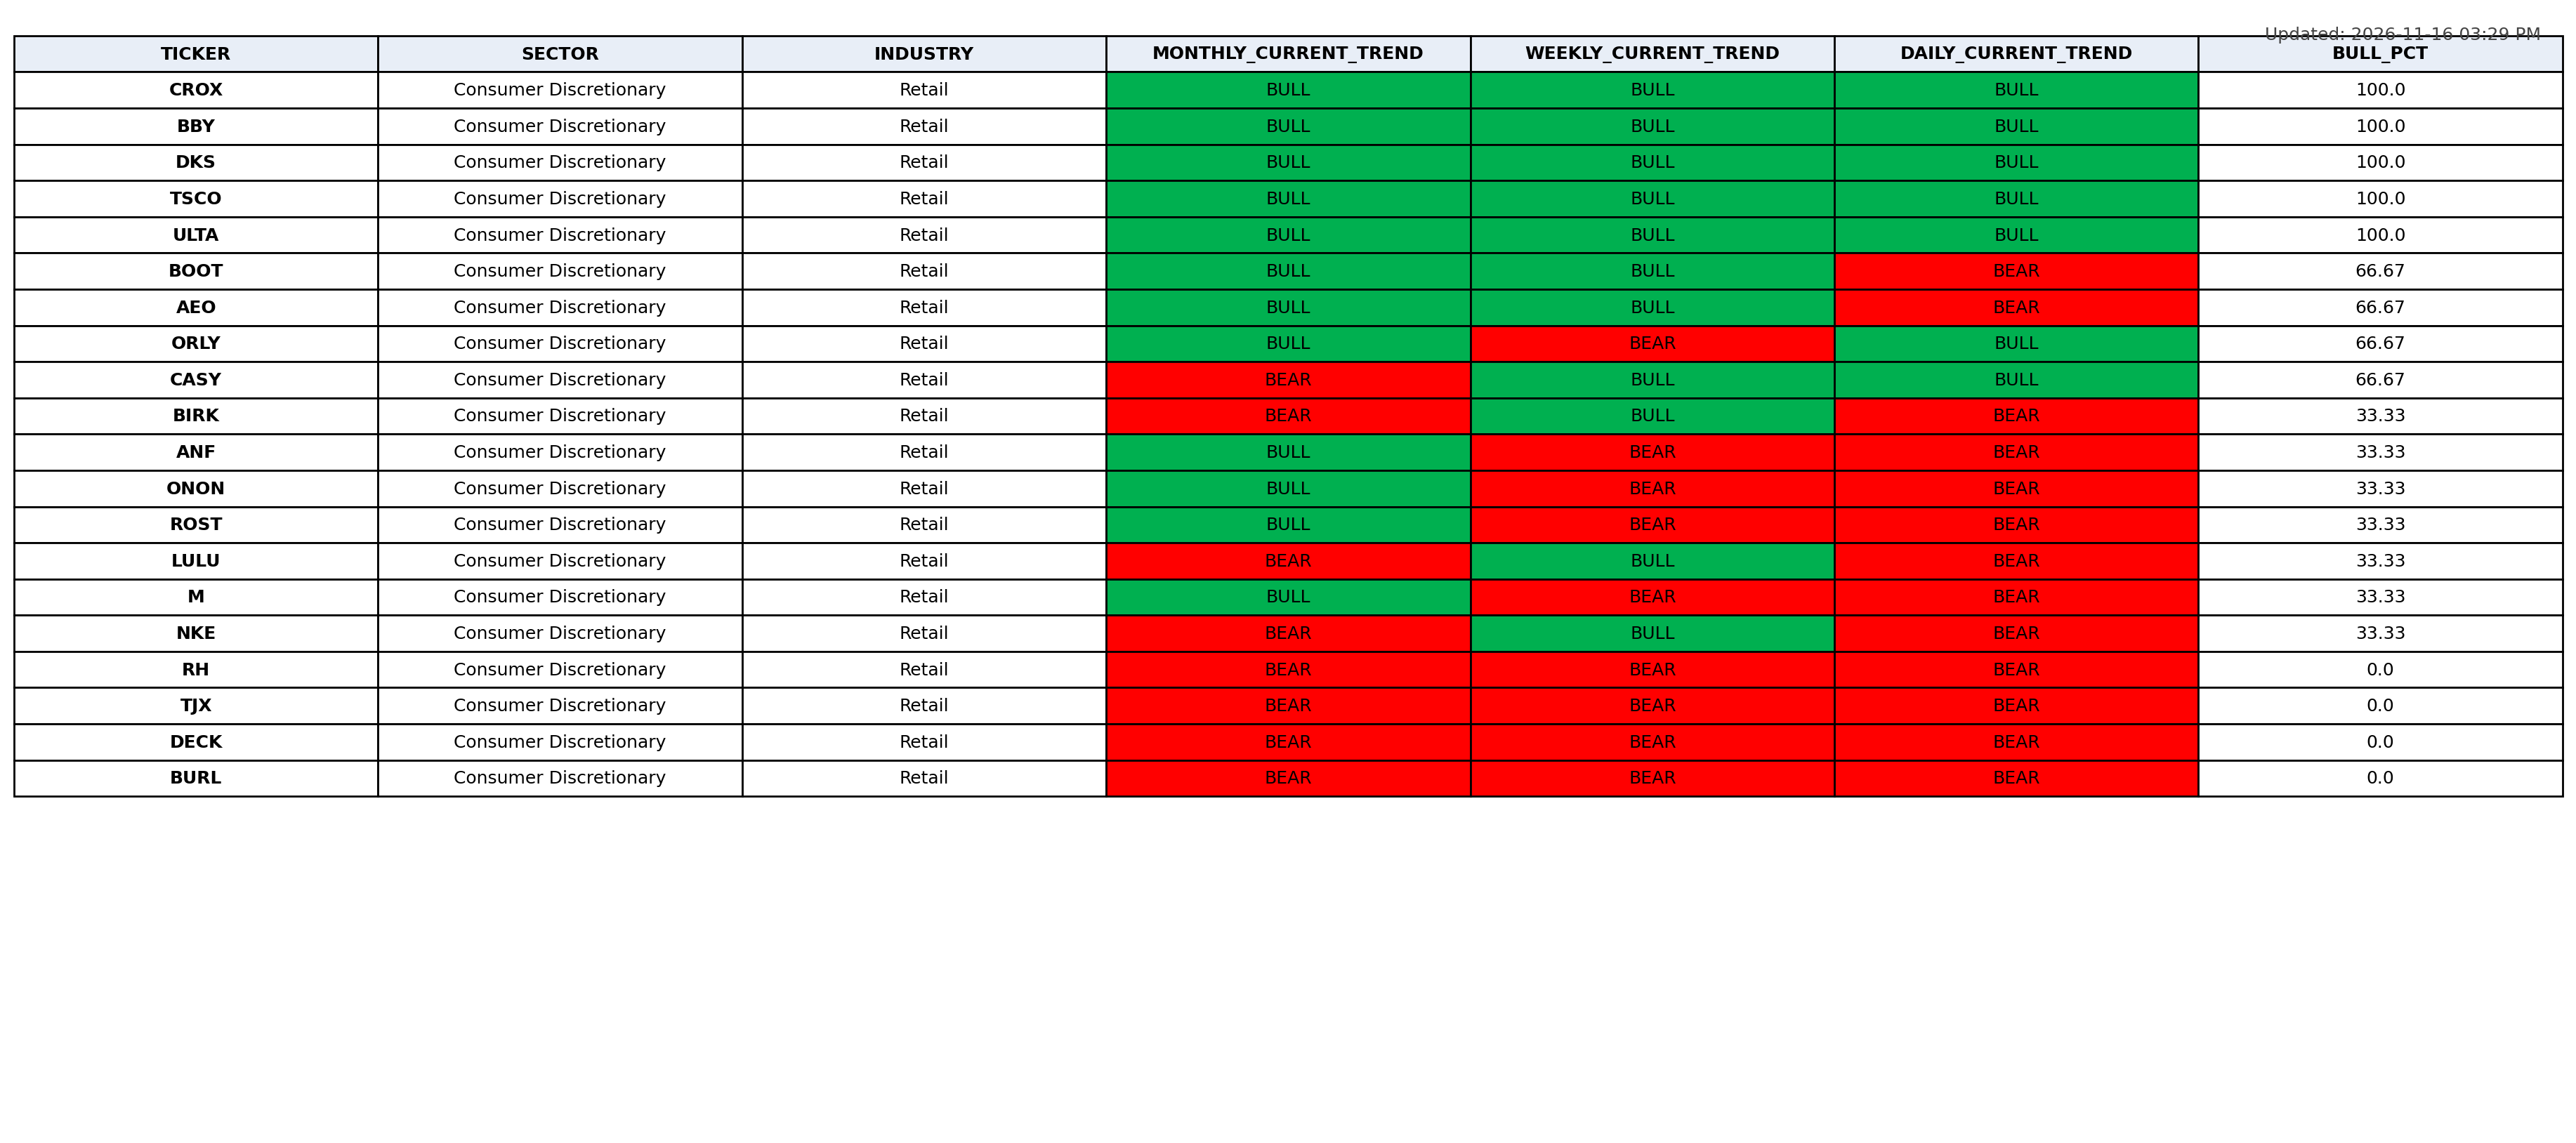 Updated: 2026-11-16 03:29 PM
TICKER SECTOR INDUSTRY MONTHLY_CURRENT_TREND WEEKLY_CURRENT_TREND DAILY_CURRENT_TREND BULL_PCT
CROX Consumer Discretionary Retail BULL BULL BULL 100.0
BBY Consumer Discretionary Retail BULL BULL BULL 100.0
DKS Consumer Discretionary Retail BULL BULL BULL 100.0
TSCO Consumer Discretionary Retail BULL BULL BULL 100.0
ULTA Consumer Discretionary Retail BULL BULL BULL 100.0
BOOT Consumer Discretionary Retail BULL BULL BEAR 66.67
AEO Consumer Discretionary Retail BULL BULL BEAR 66.67
ORLY Consumer Discretionary Retail BULL BEAR BULL 66.67
CASY Consumer Discretionary Retail BEAR BULL BULL 66.67
BIRK Consumer Discretionary Retail BEAR BULL BEAR 33.33
ANF Consumer Discretionary Retail BULL BEAR BEAR 33.33
ONON Consumer Discretionary Retail BULL BEAR BEAR 33.33
ROST Consumer Discretionary Retail BULL BEAR BEAR 33.33
LULU Consumer Discretionary Retail BEAR BULL BEAR 33.33
M Consumer Discretionary Retail BULL BEAR BEAR 33.33
NKE Consumer Discretionary Retail BEAR BULL BEAR 33.33
RH Consumer Discretionary Retail BEAR BEAR BEAR 0.0
TJX Consumer Discretionary Retail BEAR BEAR BEAR 0.0
DECK Consumer Discretionary Retail BEAR BEAR BEAR 0.0
BURL Consumer Discretionary Retail BEAR BEAR BEAR 0.0